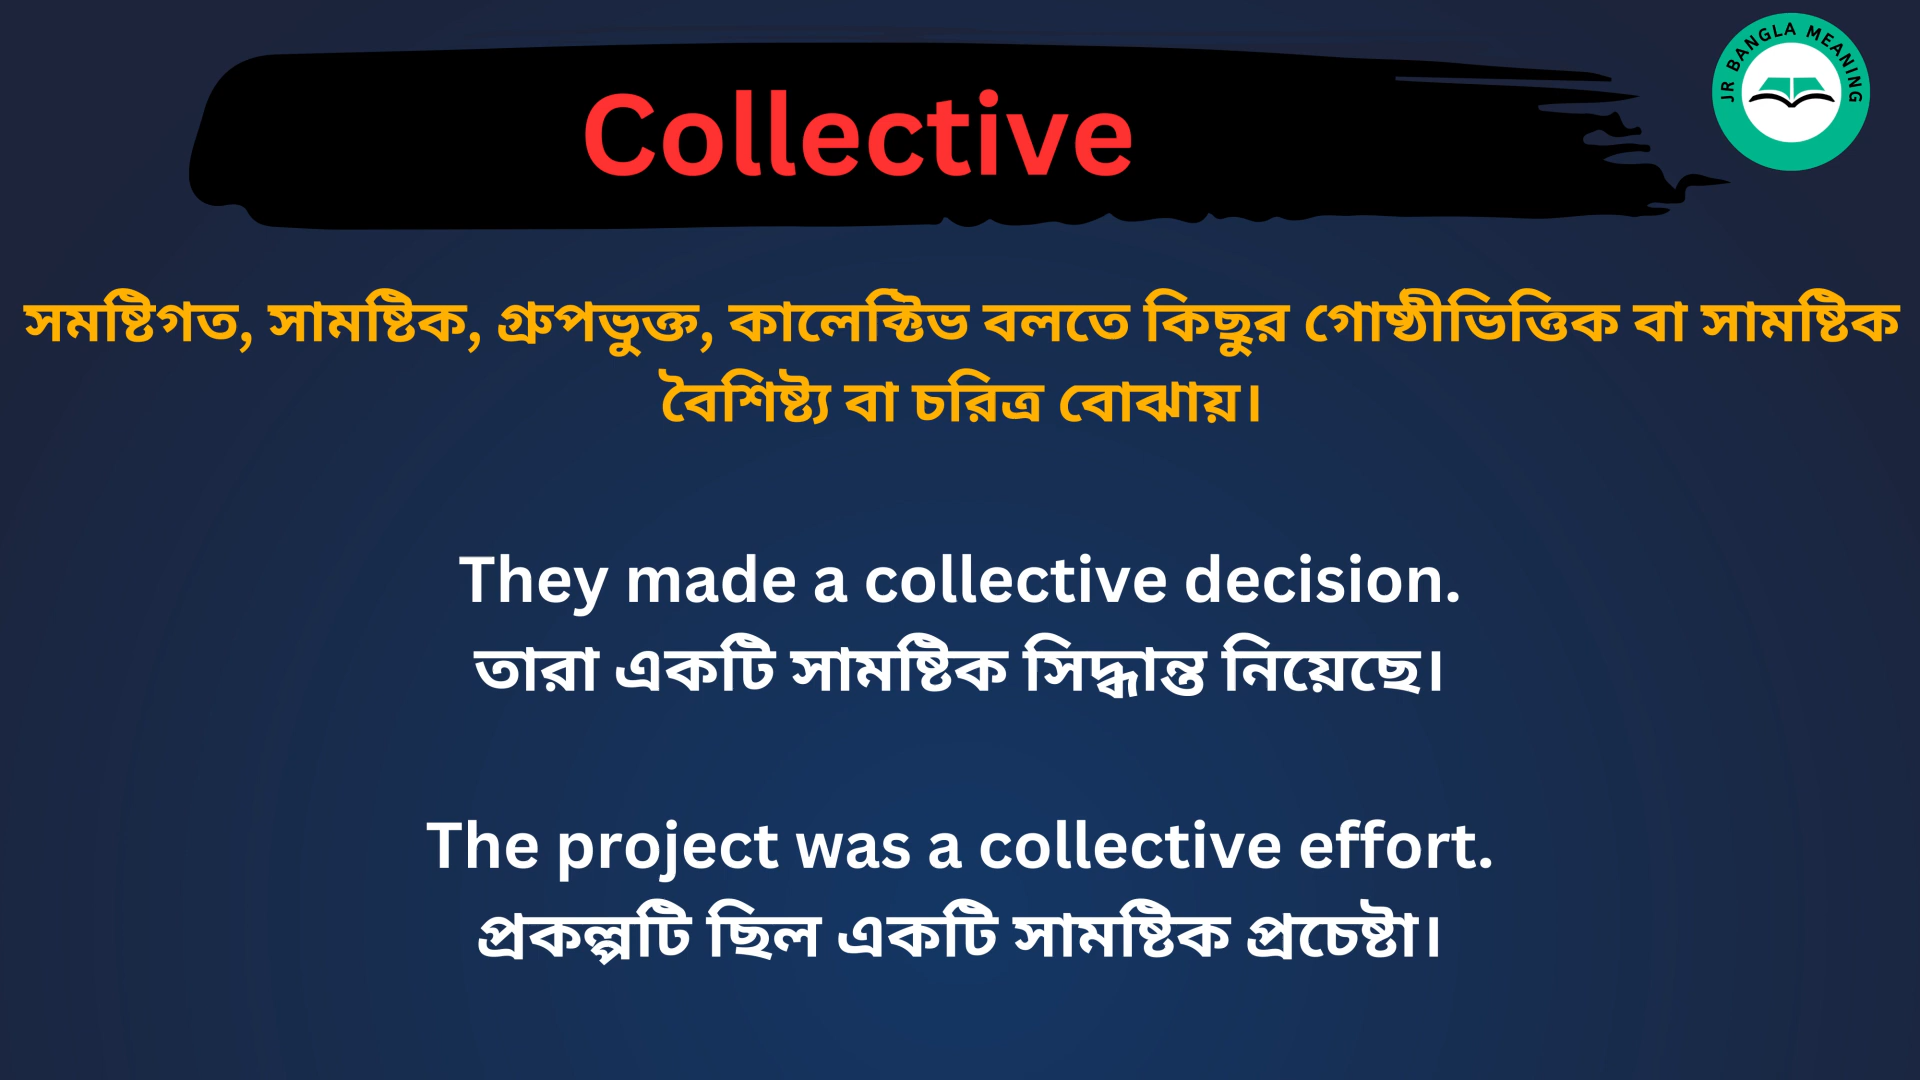 Collective
JR BANGLA MEANING
সমষ্টিগত, সামষ্টিক, গ্রুপভুক্ত, কালেক্টিভ বলতে কিছুর গোষ্ঠীভিত্তিক বা সামষ্টিক
বৈশিষ্ট্য বা চরিত্র বোঝায়।
They made a collective decision.
তারা একটি সামষ্টিক সিদ্ধান্ত নিয়েছে।
The project was a collective effort.
প্রকল্পটি ছিল একটি সামষ্টিক প্রচেষ্টা।